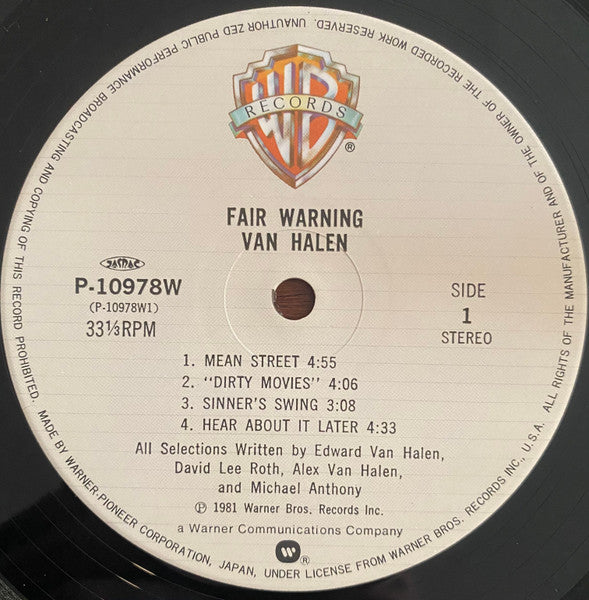 WB
RECORDS
®
FAIR WARNING
VAN HALEN
JASRAC
P-10978W
(P-10978W1)
33⅓RPM
SIDE
1
STEREO
1. MEAN STREET 4:55
2. "DIRTY MOVIES" 4:06
3. SINNER'S SWING 3:08
4. HEAR ABOUT IT LATER 4:33
All Selections Written by Edward Van Halen,
David Lee Roth, Alex Van Halen,
and Michael Anthony
℗ 1981 Warner Bros. Records Inc.
a Warner Communications Company
W®
MADE BY WARNER-PIONEER CORPORATION, JAPAN, UNDER LICENSE FROM WARNER BROS. RECORDS INC., U.S.A. ALL RIGHTS OF THE MANUFACTURER AND OF THE OWNER OF THE RECORDED WORK RESERVED. UNAUTHORIZED PUBLIC PERFORMANCE BROADCASTING AND COPYING OF THIS RECORD PROHIBITED.